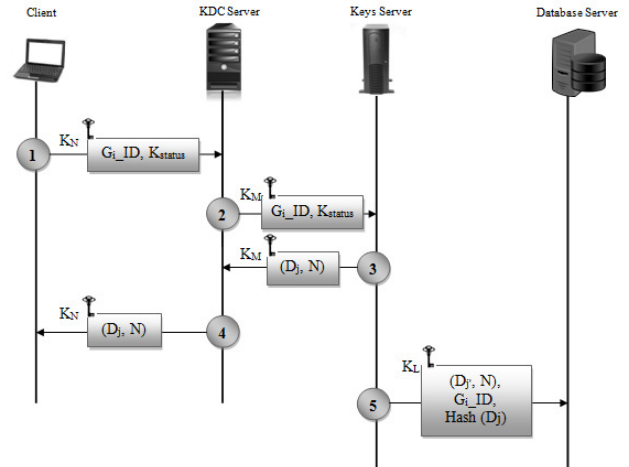 Client
KDC Server
Keys Server
Database Server
1
KN
Gi_ID, Kstatus
2
KM
Gi_ID, Kstatus
KM
(Dj, N)
3
KN
(Dj, N)
4
5
KL
(Dj', N),
Gi_ID,
Hash (Dj)